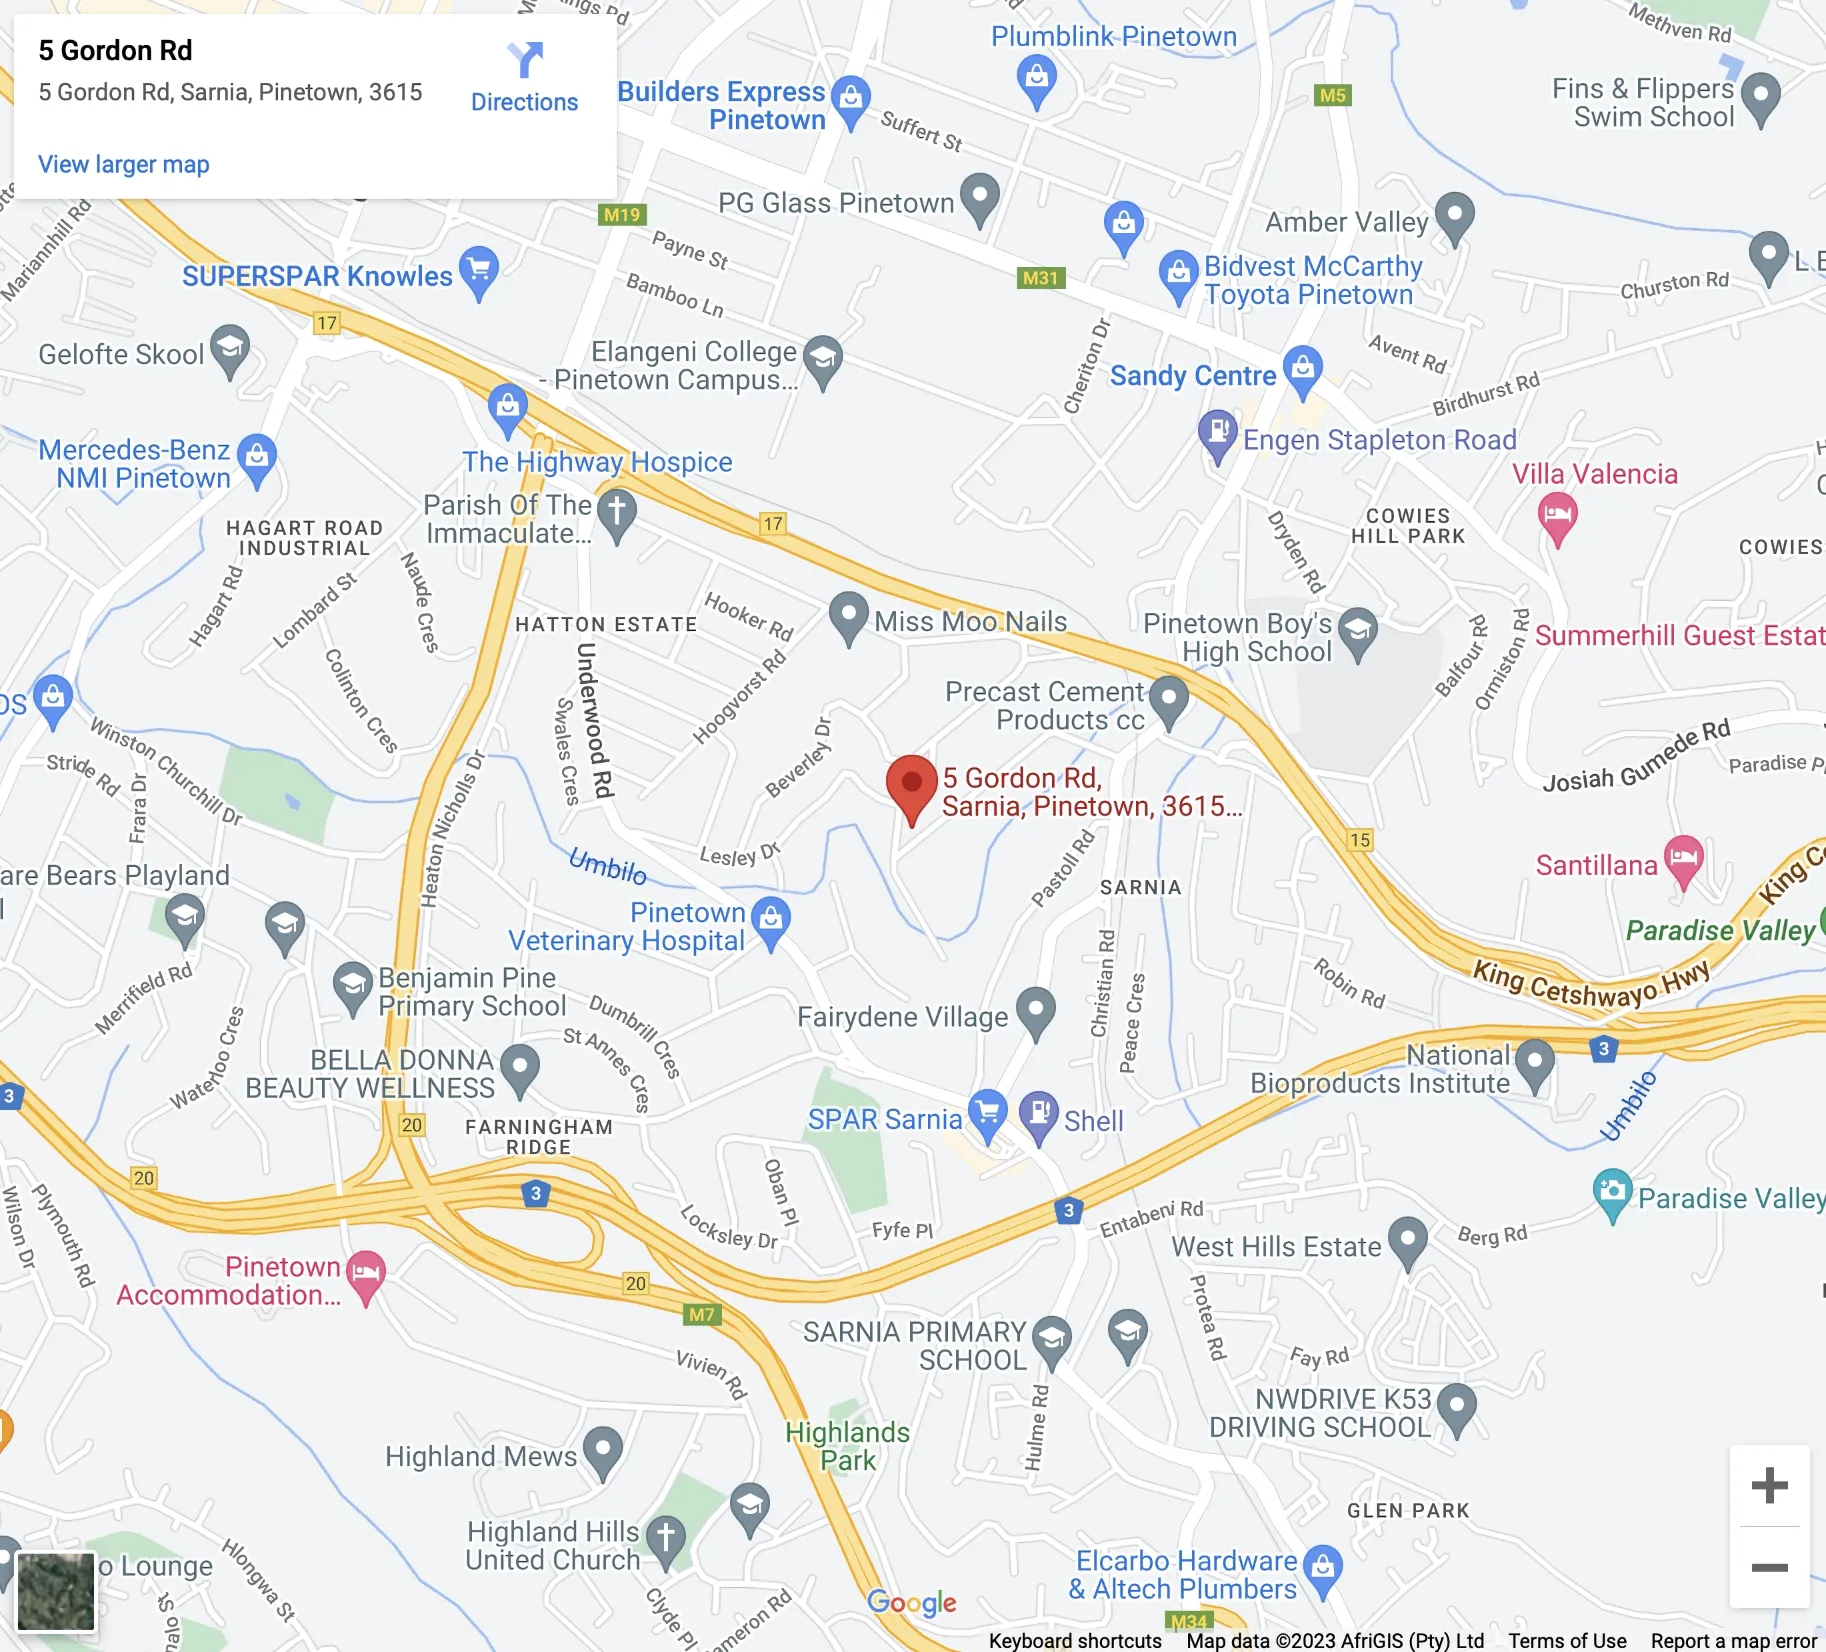 5 Gordon Rd
5 Gordon Rd, Sarnia, Pinetown, 3615
Directions
View larger map
Plumblink Pinetown
Methven Rd
M5
Fins & Flippers
Swim School
Builders Express
Pinetown
Suffert St
PG Glass Pinetown
M19
Payne St
Amber Valley
Mariannhill Rd
SUPERSPAR Knowles
Bamboo Ln
M31
Bidvest McCarthy
Toyota Pinetown
Churston Rd
17
Gelofte Skool
Elangeni College
- Pinetown Campus...
Cheriton Dr
Avent Rd
Sandy Centre
Birdhurst Rd
Engen Stapleton Road
Mercedes-Benz
NMI Pinetown
The Highway Hospice
Villa Valencia
Parish Of The
Immaculate...
17
HAGART ROAD
INDUSTRIAL
COWIES
HILL PARK
COWIES
Dryden Rd
Hagart Rd
Lombard St
Naude Cres
HATTON ESTATE
Hooker Rd
Miss Moo Nails
Pinetown Boy's
High School
Balfour Rd
Ormiston Rd
Summerhill Guest Estat
Colinton Cres
Underwood Rd
Swales Cres
Hoogvorst Rd
Precast Cement
Products cc
OS
Winston Churchill Dr
Stride Rd
Frara Dr
Heaton Nicholls Dr
Beverley Dr
5 Gordon Rd,
Sarnia, Pinetown, 3615...
Josiah Gumede Rd
Paradise P
15
Lesley Dr
Umbilo
Pastoll Rd
SARNIA
Santillana
King C
are Bears Playland
Pinetown
Veterinary Hospital
Paradise Valley
King Cetshwayo Hwy
Merrifield Rd
Benjamin Pine
Primary School
Dumbrill Cres
St Annes Cres
Fairydene Village
Christian Rd
Peace Cres
Robin Rd
Waterloo Cres
BELLA DONNA
BEAUTY WELLNESS
National
Bioproducts Institute
3
Umbilo
3
20
FARNINGHAM
RIDGE
SPAR Sarnia
Shell
20
Wilson Dr
Plymouth Rd
3
Oban Pl
Locksley Dr
Fyfe Pl
3
Entabeni Rd
West Hills Estate
Berg Rd
Paradise Valley
Pinetown
Accommodation...
20
M7
Protea Rd
SARNIA PRIMARY
SCHOOL
Vivien Rd
Fay Rd
Hulme Rd
NWDRIVE K53
DRIVING SCHOOL
Highlands
Park
Highland Mews
Highland Hills
United Church
GLEN PARK
o Lounge
Hlongwa St
Clyde Pl
ameron Rd
Elcarbo Hardware
& Altech Plumbers
M34
Google
Keyboard shortcuts
Map data ©2023 AfriGIS (Pty) Ltd
Terms of Use
Report a map error